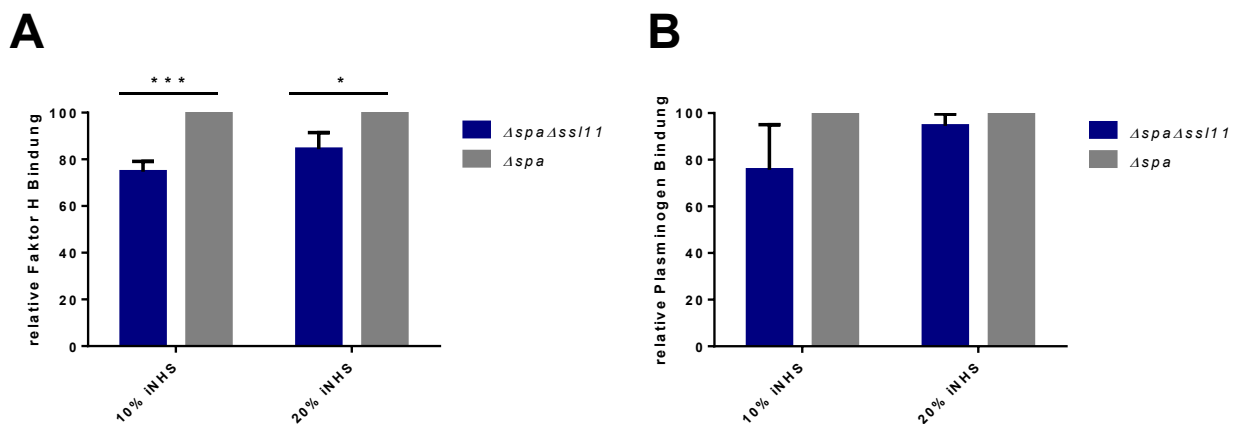 A
B
* * *
*
relative Faktor H Bindung
100
80
60
40
20
0
10% iNHS
20% iNHS
ΔspaΔssl11
Δspa
relative Plasminogen Bindung
100
80
60
40
20
0
10% iNHS
20% iNHS
ΔspaΔssl11
Δspa